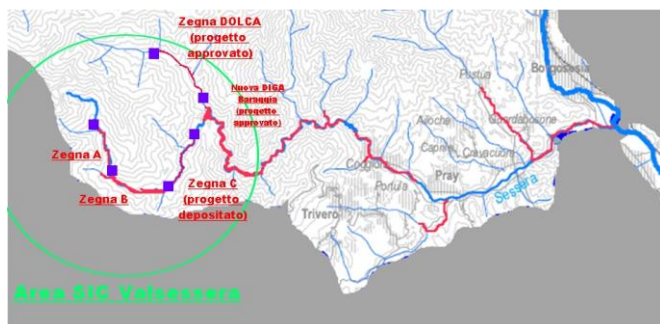 Zegna DOLCA
(progetto
approvato)
Nuova DIGA
Baraggia
(progetto
approvato)
Borgosesia
Postua
Guardabosone
Ailoche
Caprile
Crevacuore
Coggiola
Pray
Portula
Sessera
Trivero
Zegna A
Zegna B
Zegna C
(progetto
depositato)
Area SIC Valsessera